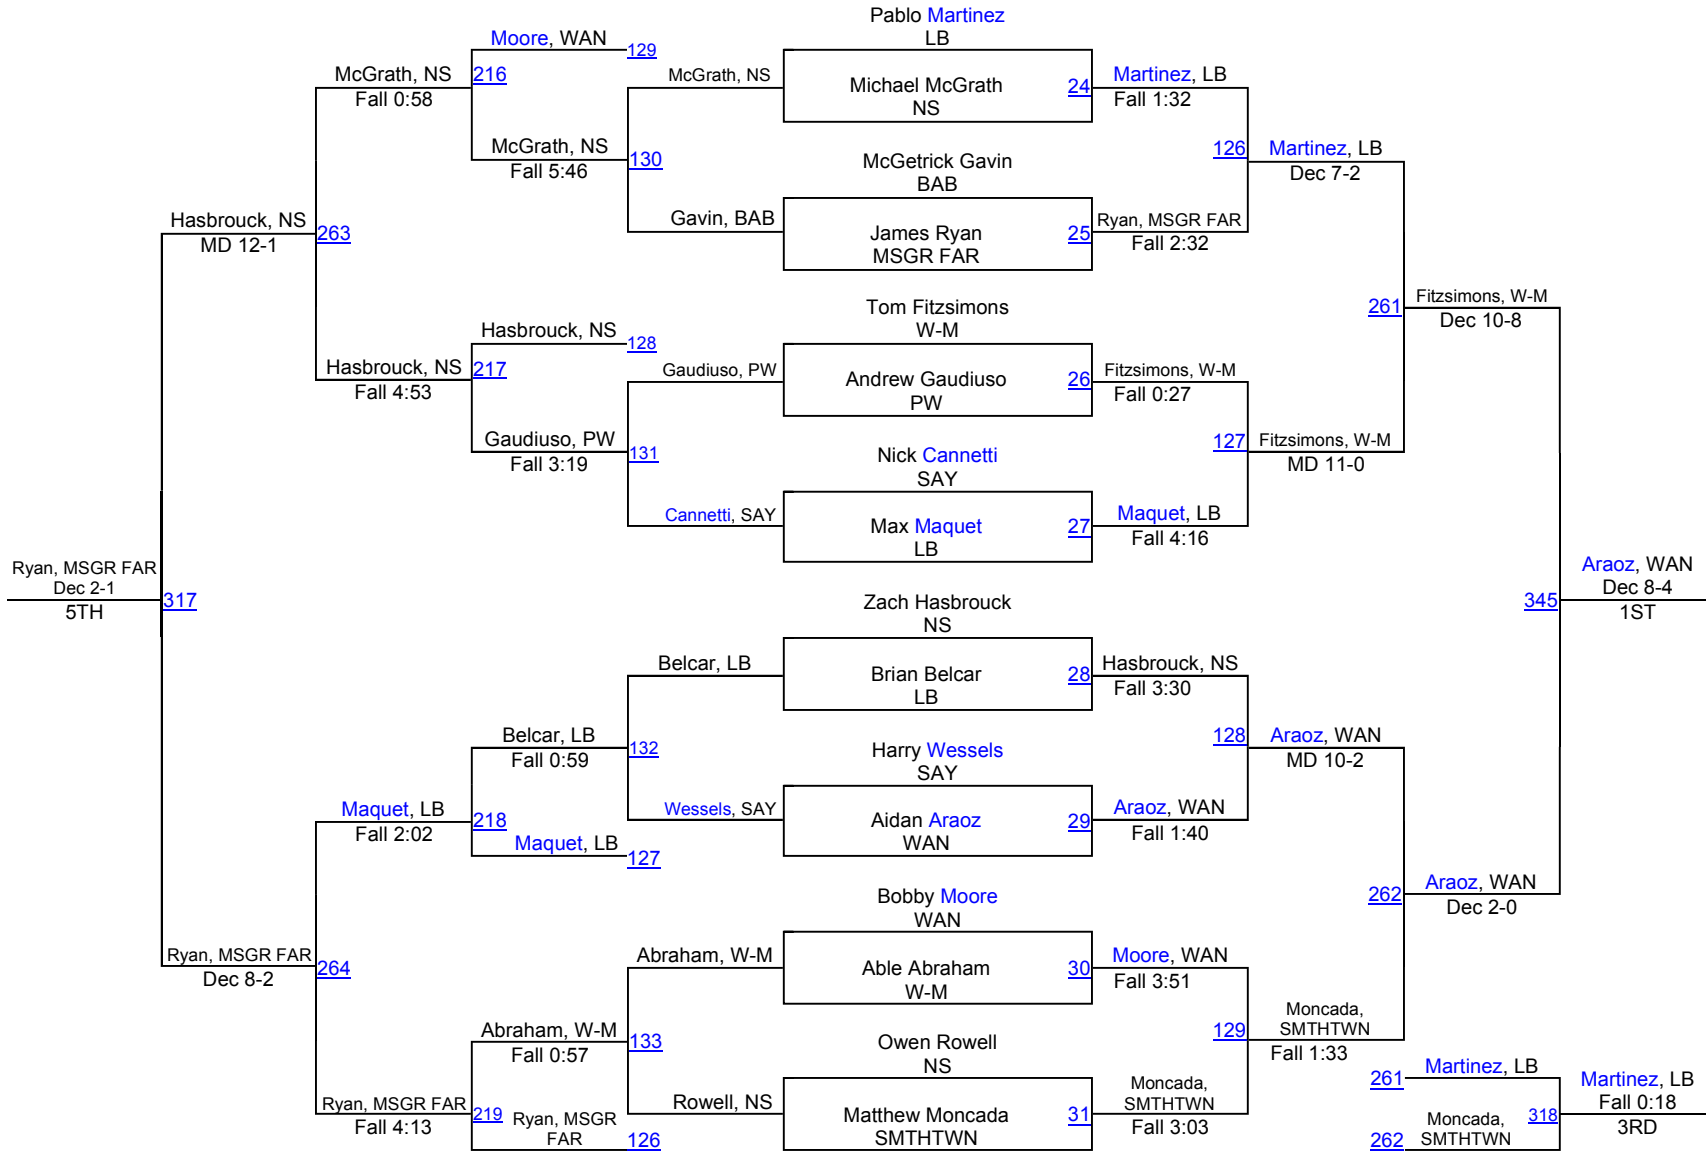 Pablo Martinez
LB
Moore, WAN
129
McGrath, NS
216
Fall 0:58
McGrath, NS
Michael McGrath
NS
24
Martinez, LB
Fall 1:32
McGrath, NS
Fall 5:46
130
McGetrick Gavin
BAB
126
Martinez, LB
Dec 7-2
Hasbrouck, NS
MD 12-1
263
Gavin, BAB
James Ryan
MSGR FAR
25
Ryan, MSGR FAR
Fall 2:32
Tom Fitzsimons
W-M
261
Fitzsimons, W-M
Dec 10-8
Hasbrouck, NS
128
Hasbrouck, NS
217
Fall 4:53
Gaudiuso, PW
Andrew Gaudiuso
PW
26
Fitzsimons, W-M
Fall 0:27
Gaudiuso, PW
Fall 3:19
131
Nick Cannetti
SAY
127
Fitzsimons, W-M
MD 11-0
Cannetti, SAY
Max Maquet
LB
27
Maquet, LB
Fall 4:16
Ryan, MSGR FAR
Dec 2-1
5TH
317
Araoz, WAN
Dec 8-4
1ST
345
Zach Hasbrouck
NS
Belcar, LB
Brian Belcar
LB
28
Hasbrouck, NS
Fall 3:30
Belcar, LB
Fall 0:59
132
Harry Wessels
SAY
128
Araoz, WAN
MD 10-2
Maquet, LB
Fall 2:02
218
Wessels, SAY
Aidan Araoz
WAN
29
Araoz, WAN
Fall 1:40
Maquet, LB
127
Bobby Moore
WAN
262
Araoz, WAN
Dec 2-0
Ryan, MSGR FAR
Dec 8-2
264
Abraham, W-M
Able Abraham
W-M
30
Moore, WAN
Fall 3:51
Abraham, W-M
Fall 0:57
133
Owen Rowell
NS
129
Moncada,
SMTHTWN
Fall 1:33
Ryan, MSGR FAR
Fall 4:13
219
Ryan, MSGR
FAR
126
Rowell, NS
Matthew Moncada
SMTHTWN
31
Moncada,
SMTHTWN
Fall 3:03
261
Martinez, LB
262
Moncada,
SMTHTWN
318
Martinez, LB
Fall 0:18
3RD